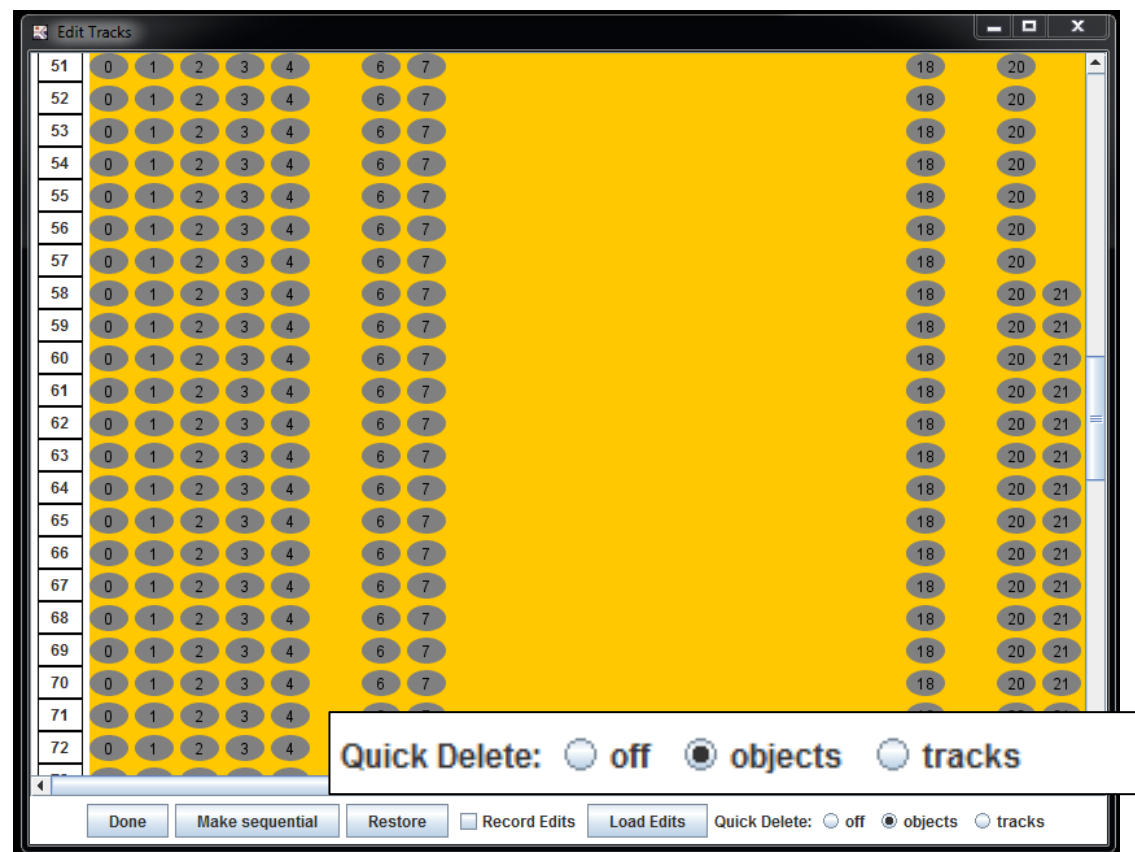 Edit Tracks
51 0 1 2 3 4 6 7 18 20
52 0 1 2 3 4 6 7 18 20
53 0 1 2 3 4 6 7 18 20
54 0 1 2 3 4 6 7 18 20
55 0 1 2 3 4 6 7 18 20
56 0 1 2 3 4 6 7 18 20
57 0 1 2 3 4 6 7 18 20
58 0 1 2 3 4 6 7 18 20 21
59 0 1 2 3 4 6 7 18 20 21
60 0 1 2 3 4 6 7 18 20 21
61 0 1 2 3 4 6 7 18 20 21
62 0 1 2 3 4 6 7 18 20 21
63 0 1 2 3 4 6 7 18 20 21
64 0 1 2 3 4 6 7 18 20 21
65 0 1 2 3 4 6 7 18 20 21
66 0 1 2 3 4 6 7 18 20 21
67 0 1 2 3 4 6 7 18 20 21
68 0 1 2 3 4 6 7 18 20 21
69 0 1 2 3 4 6 7 18 20 21
70 0 1 2 3 4 6 7 18 20 21
71 0 1 2 3 4
72 0 1 2 3 4
Quick Delete: off objects tracks
Done Make sequential Restore Record Edits Load Edits Quick Delete: off objects tracks